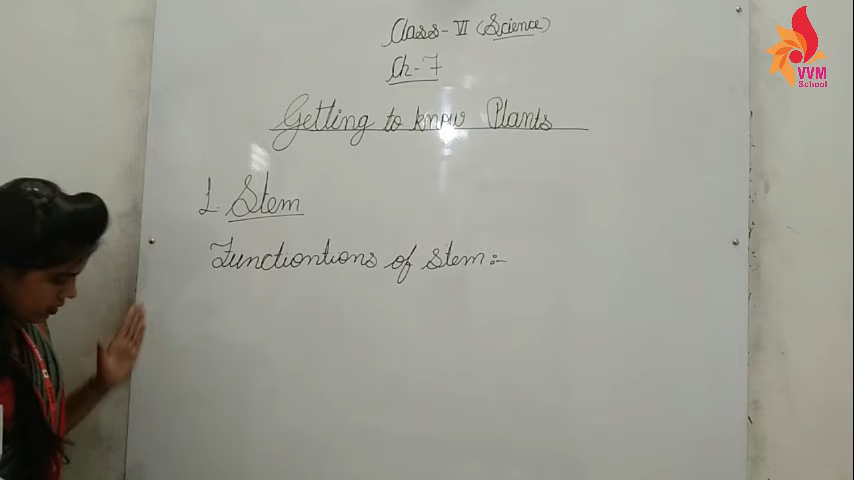 Class - VI (Science)
Ch - 7
Getting to know Plants
1. Stem
Functiontions of stem :-
VVM
School